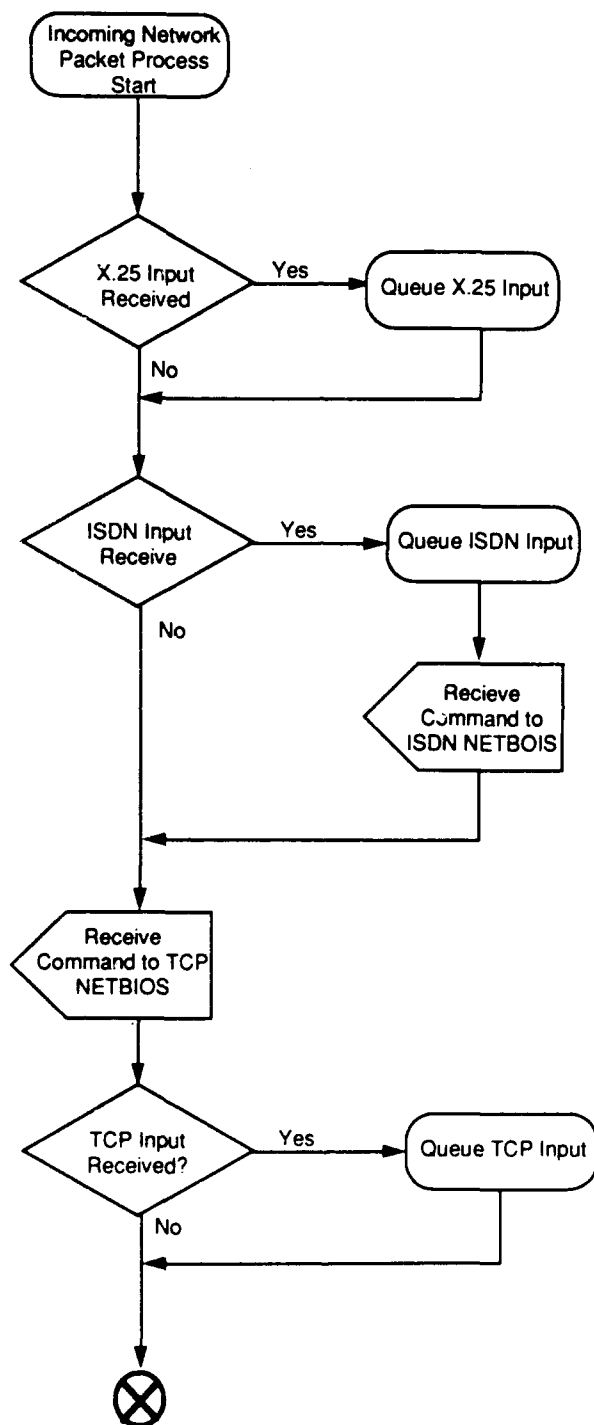 Incoming Network
Packet Process
Start
X.25 Input
Received
Yes
Queue X.25 Input
No
ISDN Input
Receive
Yes
Queue ISDN Input
No
Recieve
Command to
ISDN NETBOIS
Receive
Command to TCP
NETBIOS
TCP Input
Received?
Yes
Queue TCP Input
No